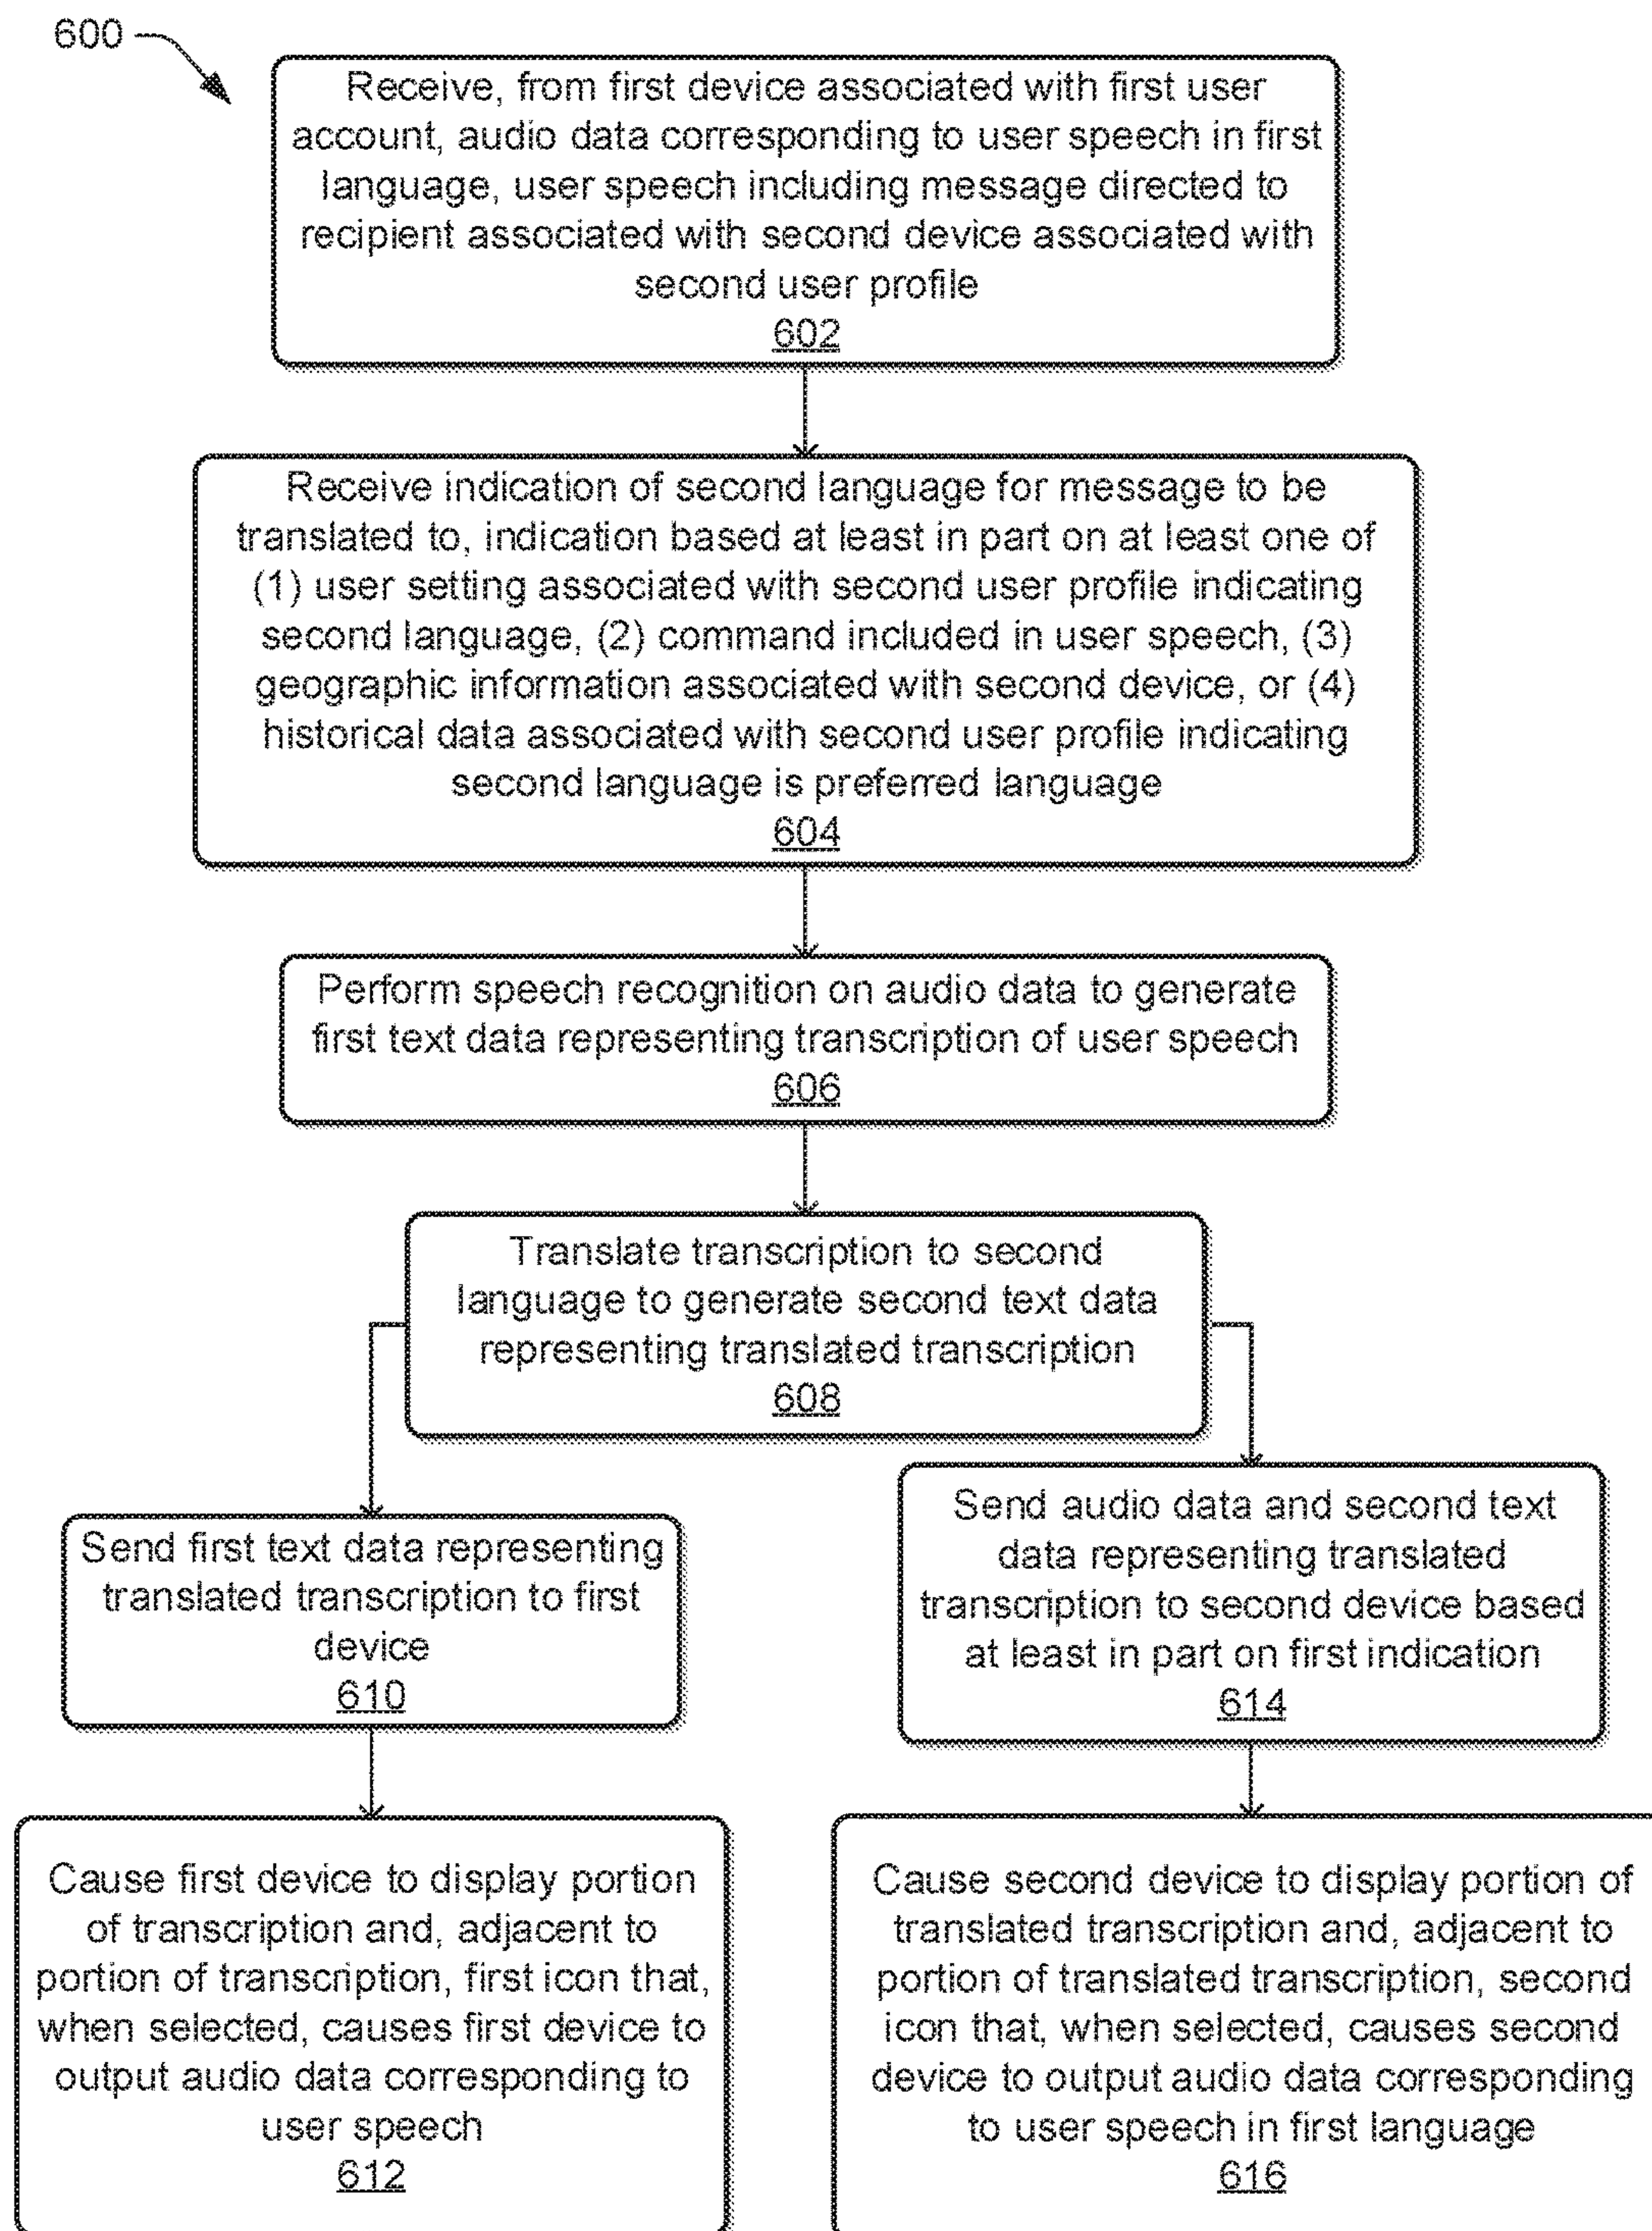 600
Receive, from first device associated with first user
account, audio data corresponding to user speech in first
language, user speech including message directed to
recipient associated with second device associated with
second user profile
602
Receive indication of second language for message to be
translated to, indication based at least in part on at least one of
(1) user setting associated with second user profile indicating
second language, (2) command included in user speech, (3)
geographic information associated with second device, or (4)
historical data associated with second user profile indicating
second language is preferred language
604
Perform speech recognition on audio data to generate
first text data representing transcription of user speech
606
Translate transcription to second
language to generate second text data
representing translated transcription
608
Send first text data representing
translated transcription to first
device
610
Cause first device to display portion
of transcription and, adjacent to
portion of transcription, first icon that,
when selected, causes first device to
output audio data corresponding to
user speech
612
Send audio data and second text
data representing translated
transcription to second device based
at least in part on first indication
614
Cause second device to display portion of
translated transcription and, adjacent to
portion of translated transcription, second
icon that, when selected, causes second
device to output audio data corresponding
to user speech in first language
616